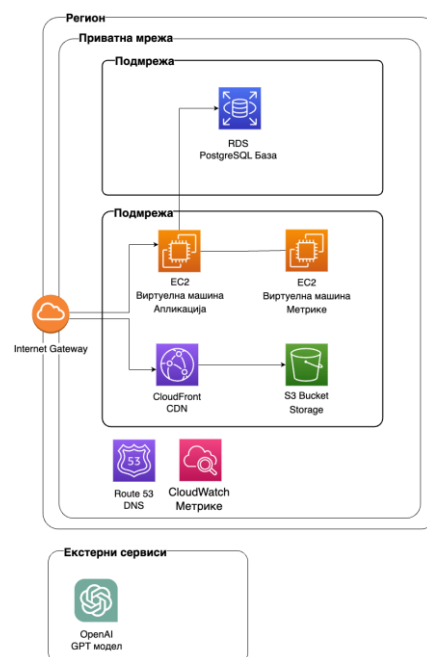 Регион
Приватна мрежа
Подмрежа
RDS
PostgreSQL База
Подмрежа
EC2
Виртуелна машина
Апликација
EC2
Виртуелна машина
Метрике
Internet Gateway
CloudFront
CDN
S3 Bucket
Storage
53
Route 53
DNS
CloudWatch
Метрике
Екстерни сервиси
OpenAI
GPT модел